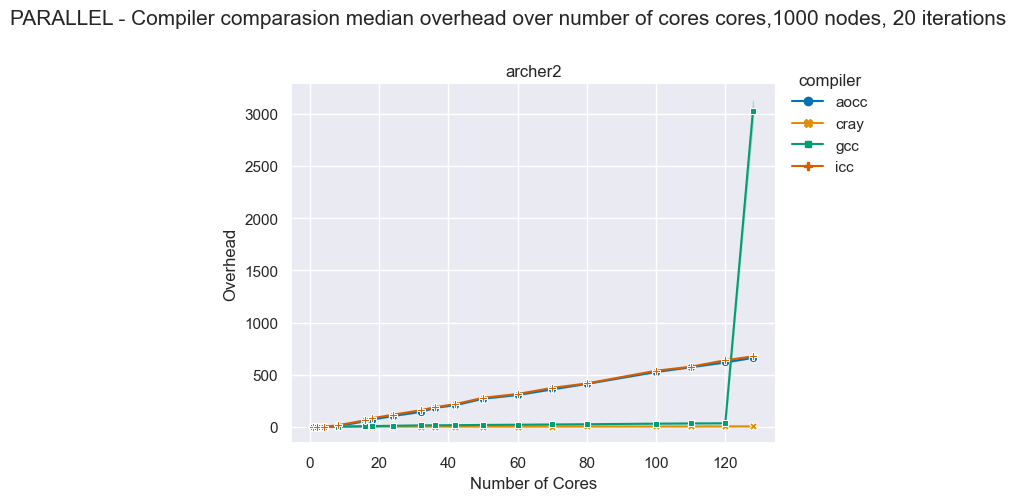 PARALLEL - Compiler comparasion median overhead over number of cores cores,1000 nodes, 20 iterations
archer2
compiler
aocc
cray
gcc
icc
3000
2500
2000
1500
1000
500
0
Overhead
0 20 40 60 80 100 120
Number of Cores